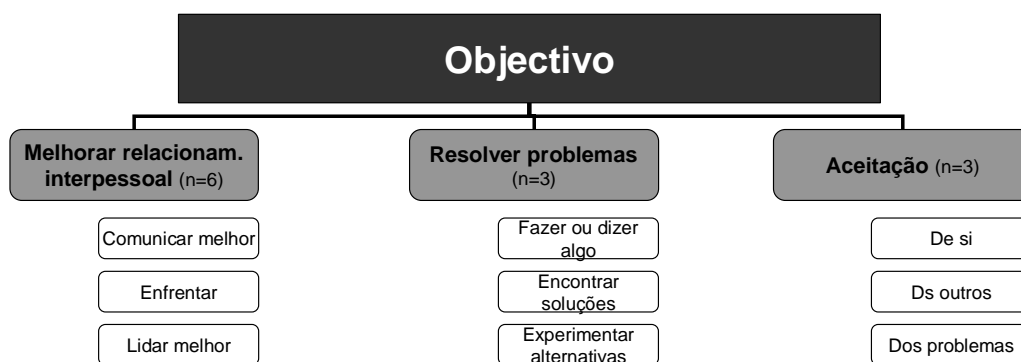 Objectivo
Melhorar relacionam.
interpessoal (n=6)
Comunicar melhor
Enfrentar
Lidar melhor
Resolver problemas
(n=3)
Fazer ou dizer
algo
Encontrar
soluções
Experimentar
alternativas
Aceitação (n=3)
De si
Ds outros
Dos problemas